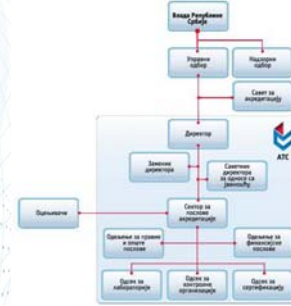 Влада Републике
Србије
Управни
одбор
Надзорни
одбор
Савет за
акредитацију
Директор
АТС
Заменик
директора
Саветник
директора
за односе са
јавношћу
Оцењивачи
Сектор за
послове
акредитације
Одељење за правне
и опште
послове
Одељење за
финансијске
послове
Одсек за
лабораторије
Одсек за
контролне
организације
Одсек за
сертификацију